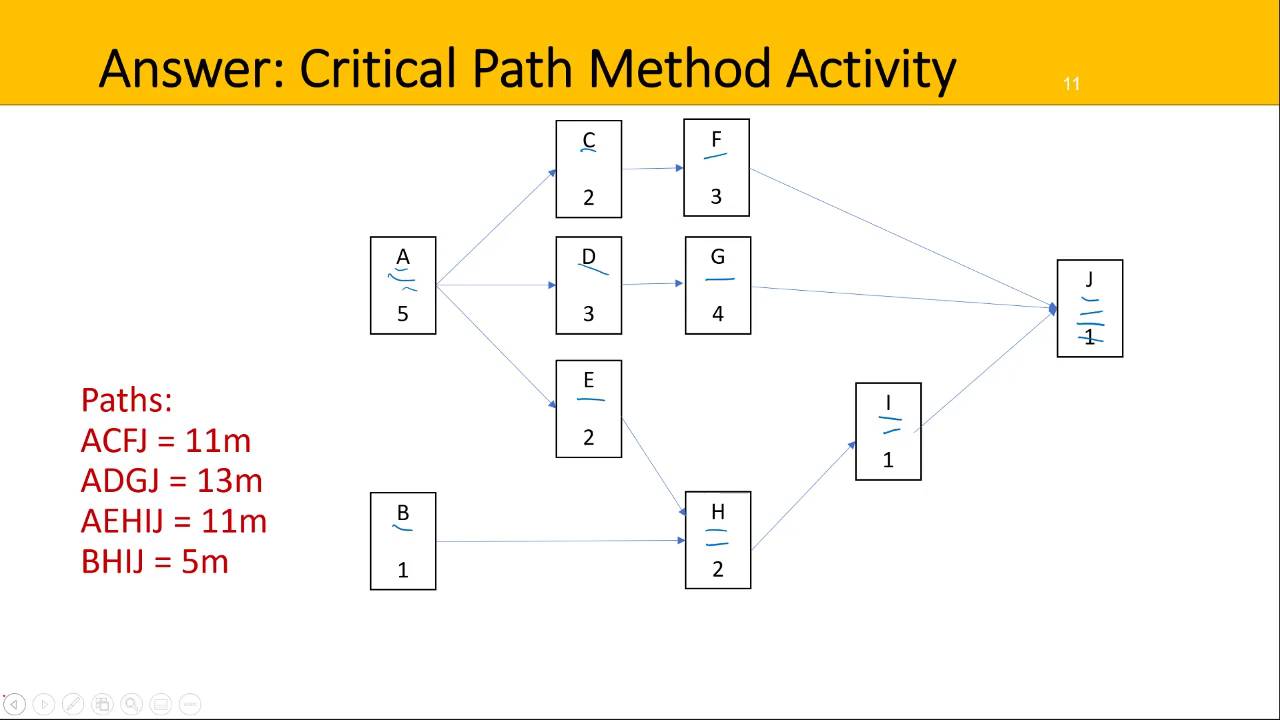 Answer: Critical Path Method Activity
11
C
2
F
3
A
5
D
3
G
4
J
1
E
2
I
1
B
1
H
2
Paths:
ACFJ = 11m
ADGJ = 13m
AEHIJ = 11m
BHIJ = 5m